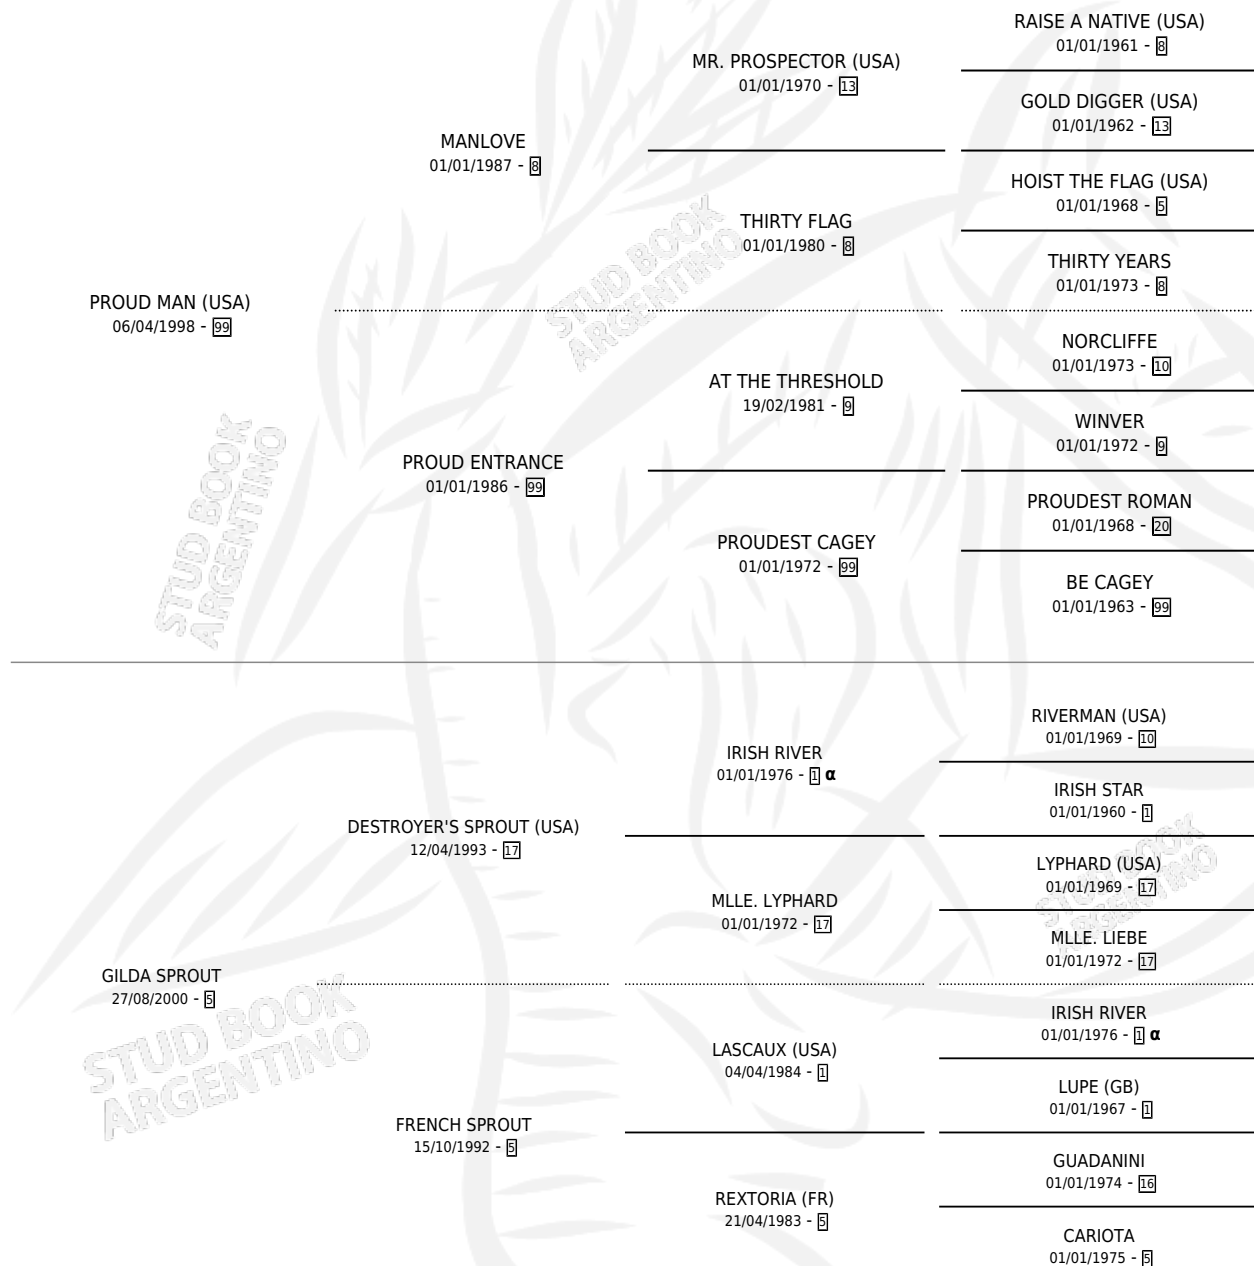 RAISE A NATIVE (USA)
01/01/1961 - 8
MR. PROSPECTOR (USA)
01/01/1970 - 13
GOLD DIGGER (USA)
01/01/1962 - 13
MANLOVE
01/01/1987 - 8
HOIST THE FLAG (USA)
01/01/1968 - 5
THIRTY FLAG
01/01/1980 - 8
THIRTY YEARS
01/01/1973 - 8
STUD BOOK
ARGENTINO
PROUD MAN (USA)
06/04/1998 - 99
NORCLIFFE
01/01/1973 - 10
AT THE THRESHOLD
19/02/1981 - 9
WINVER
01/01/1972 - 9
PROUD ENTRANCE
01/01/1986 - 99
PROUDEST ROMAN
01/01/1968 - 20
PROUDEST CAGEY
01/01/1972 - 99
BE CAGEY
01/01/1963 - 99
STUD BOOK
ARGENTINO
RIVERMAN (USA)
01/01/1969 - 10
IRISH RIVER
01/01/1976 - 1 α
IRISH STAR
01/01/1960 - 1
DESTROYER'S SPROUT (USA)
12/04/1993 - 17
LYPHARD (USA)
01/01/1969 - 17
MLLE. LYPHARD
01/01/1972 - 17
MLLE. LIEBE
01/01/1972 - 17
STUD BOOK
ARGENTINO
GILDA SPROUT
27/08/2000 - 5
IRISH RIVER
01/01/1976 - 1 α
LASCAUX (USA)
04/04/1984 - 1
LUPE (GB)
01/01/1967 - 1
FRENCH SPROUT
15/10/1992 - 5
GUADANINI
01/01/1974 - 16
REXTORIA (FR)
21/04/1983 - 5
CARIOTA
01/01/1975 - 5
STUD BOOK
ARGENTINO